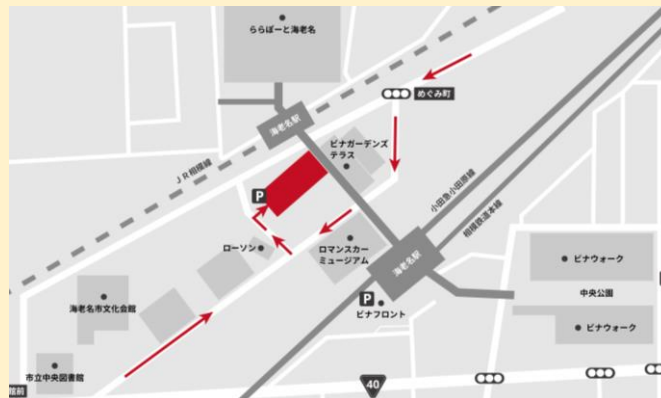 ららぽーと海老名
めぐみ町
海老名駅
JR相模線
ビナガーデンズ
テラス
小田急小田原線
相模鉄道本線
P
ローソン
ロマンスカー
ミュージアム
海老名駅
ビナウォーク
中央公園
P
ビナフロント
ビナウォーク
海老名市文化会館
市立中央図書館
館前
40